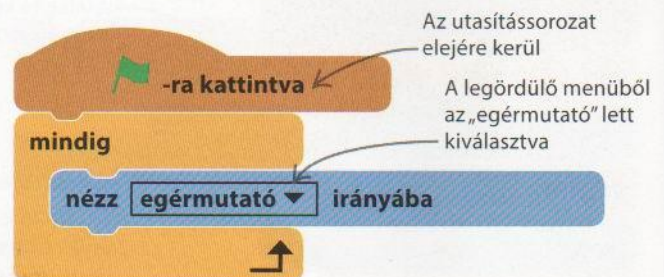 Az utasítássorozat
elejére kerül
-ra kattintva
A legördülő menüből
az „egérmutató” lett
kiválasztva
mindig
nézz egérmutató irányába